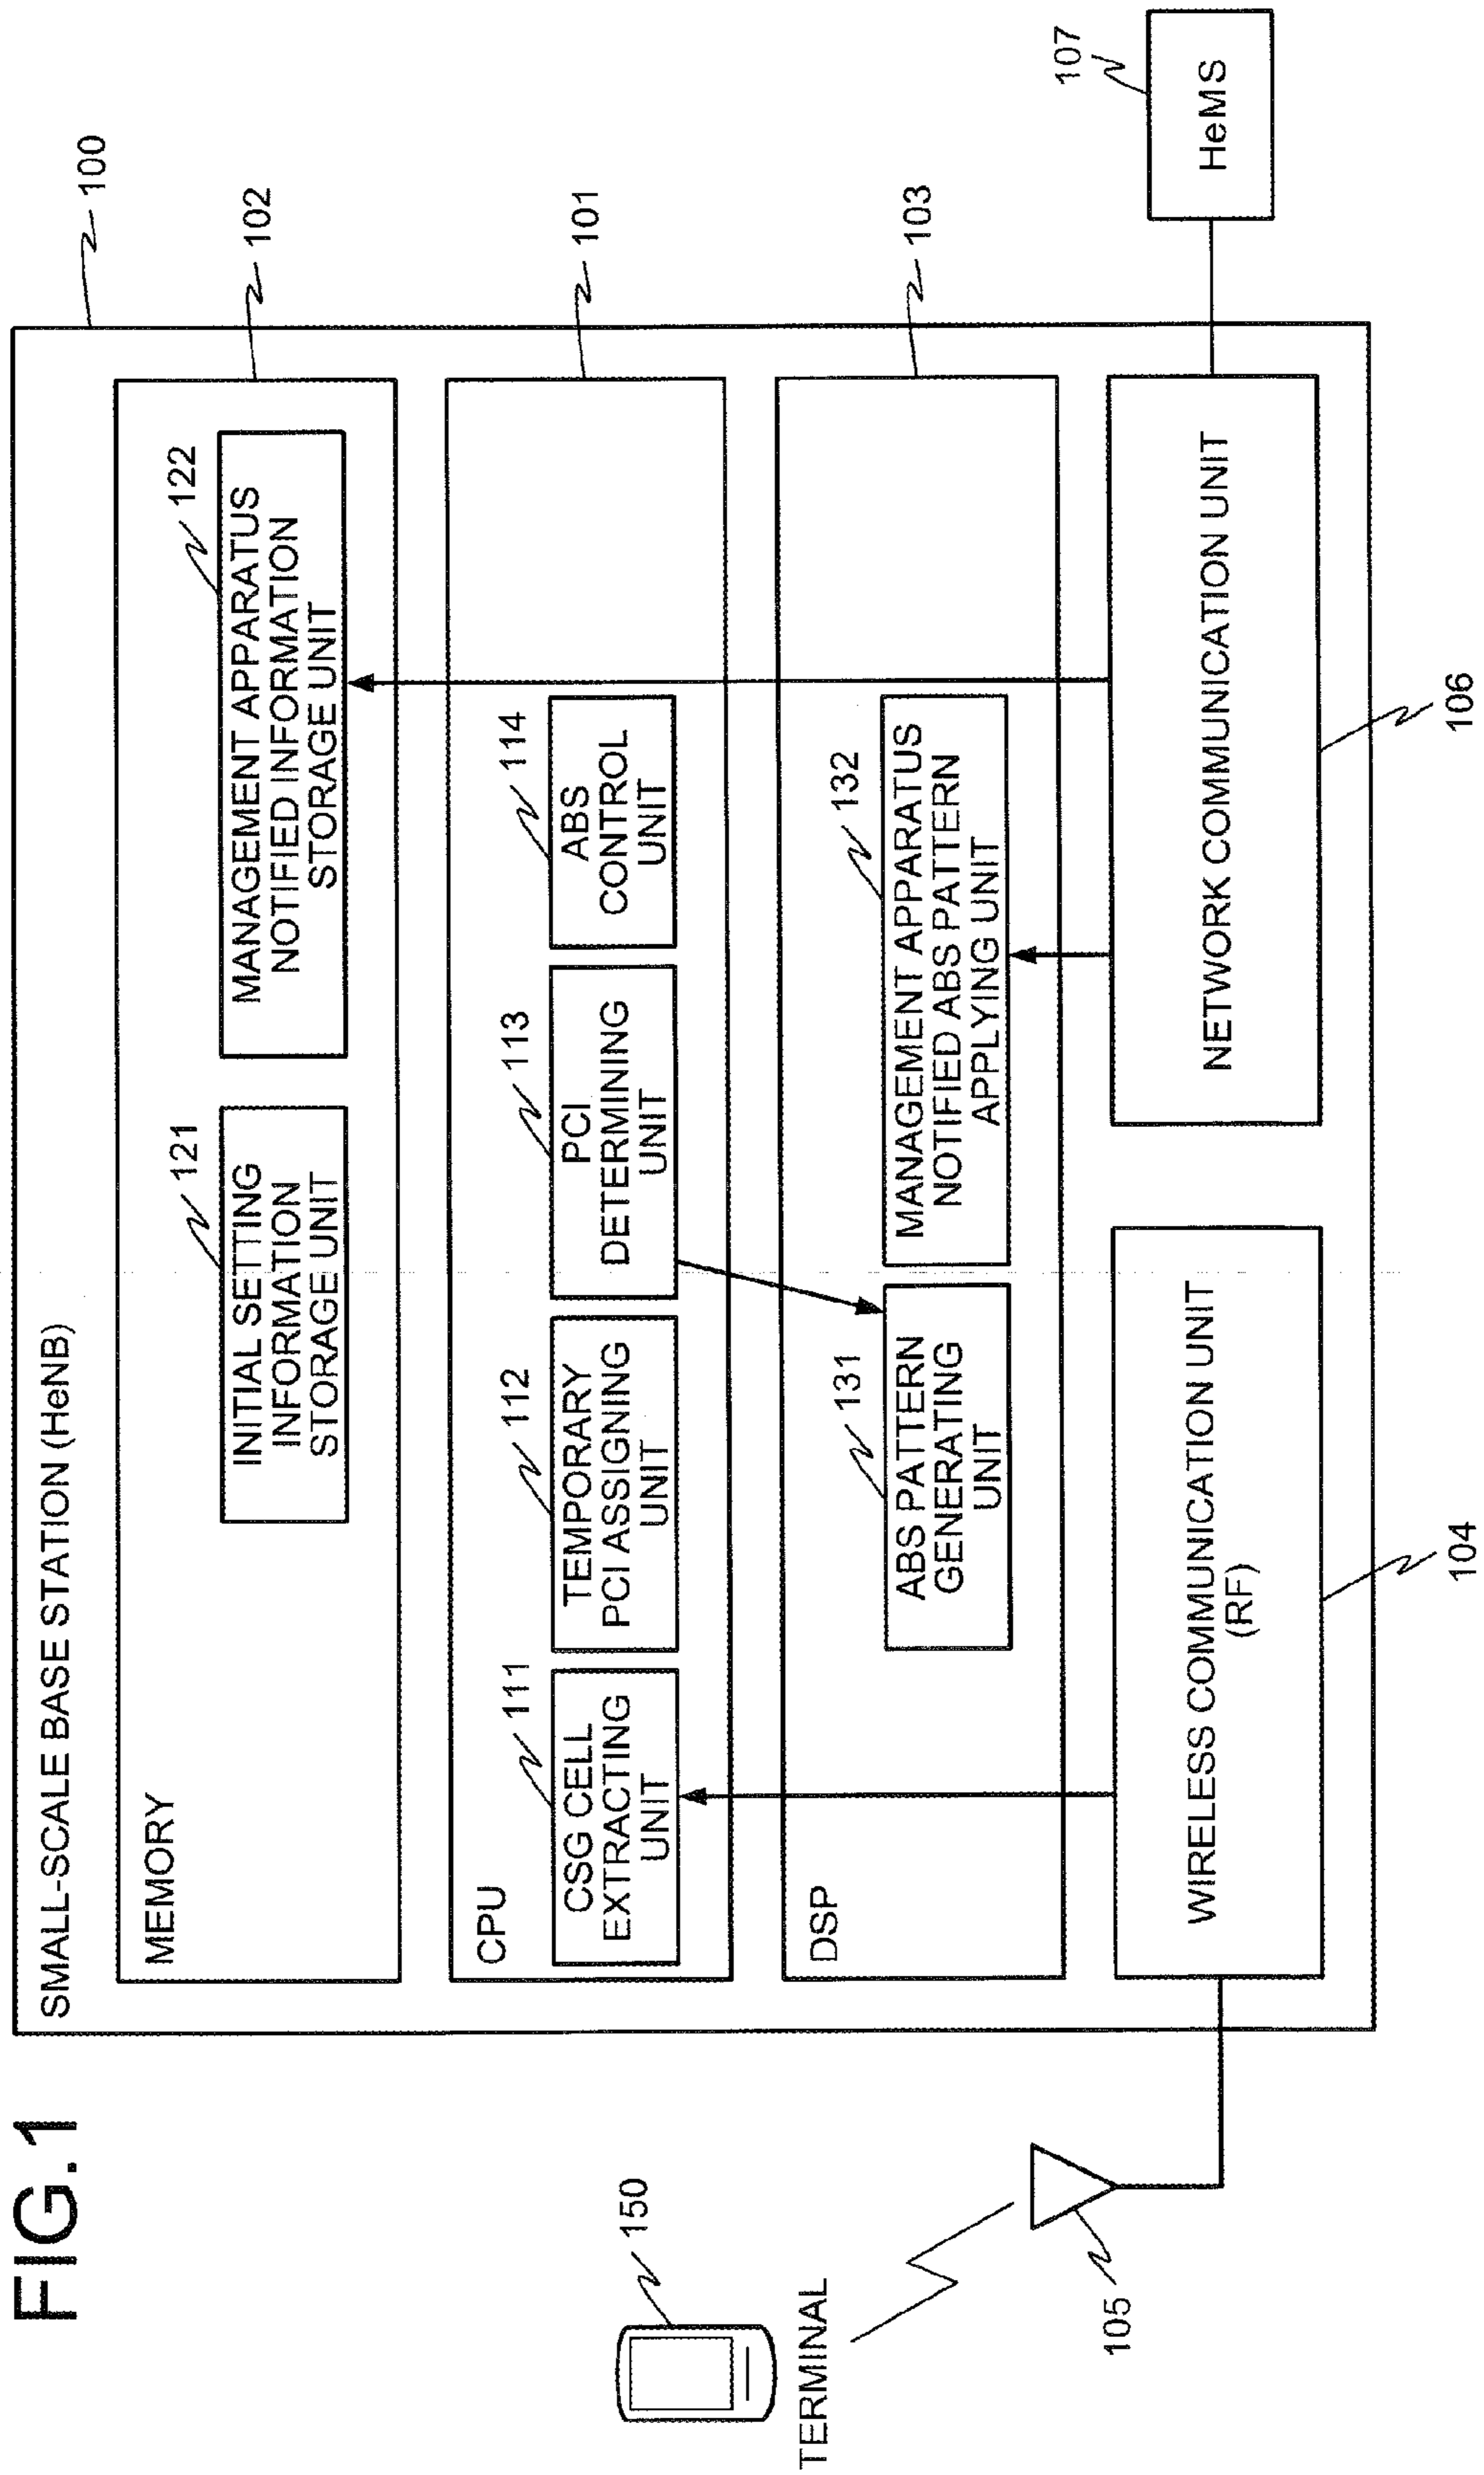 FIG.1
SMALL-SCALE BASE STATION (HeNB)
100
MEMORY
102
INITIAL SETTING
INFORMATION
STORAGE UNIT
121
MANAGEMENT APPARATUS
NOTIFIED INFORMATION
STORAGE UNIT
122
CPU
101
CSG CELL
EXTRACTING
UNIT
111
TEMPORARY
PCI ASSIGNING
UNIT
112
PCI
DETERMINING
UNIT
113
ABS
CONTROL
UNIT
114
DSP
103
ABS PATTERN
GENERATING
UNIT
131
MANAGEMENT APPARATUS
NOTIFIED ABS PATTERN
APPLYING UNIT
132
WIRELESS COMMUNICATION UNIT
(RF)
104
NETWORK COMMUNICATION UNIT
106
HeMS
107
TERMINAL
150
105